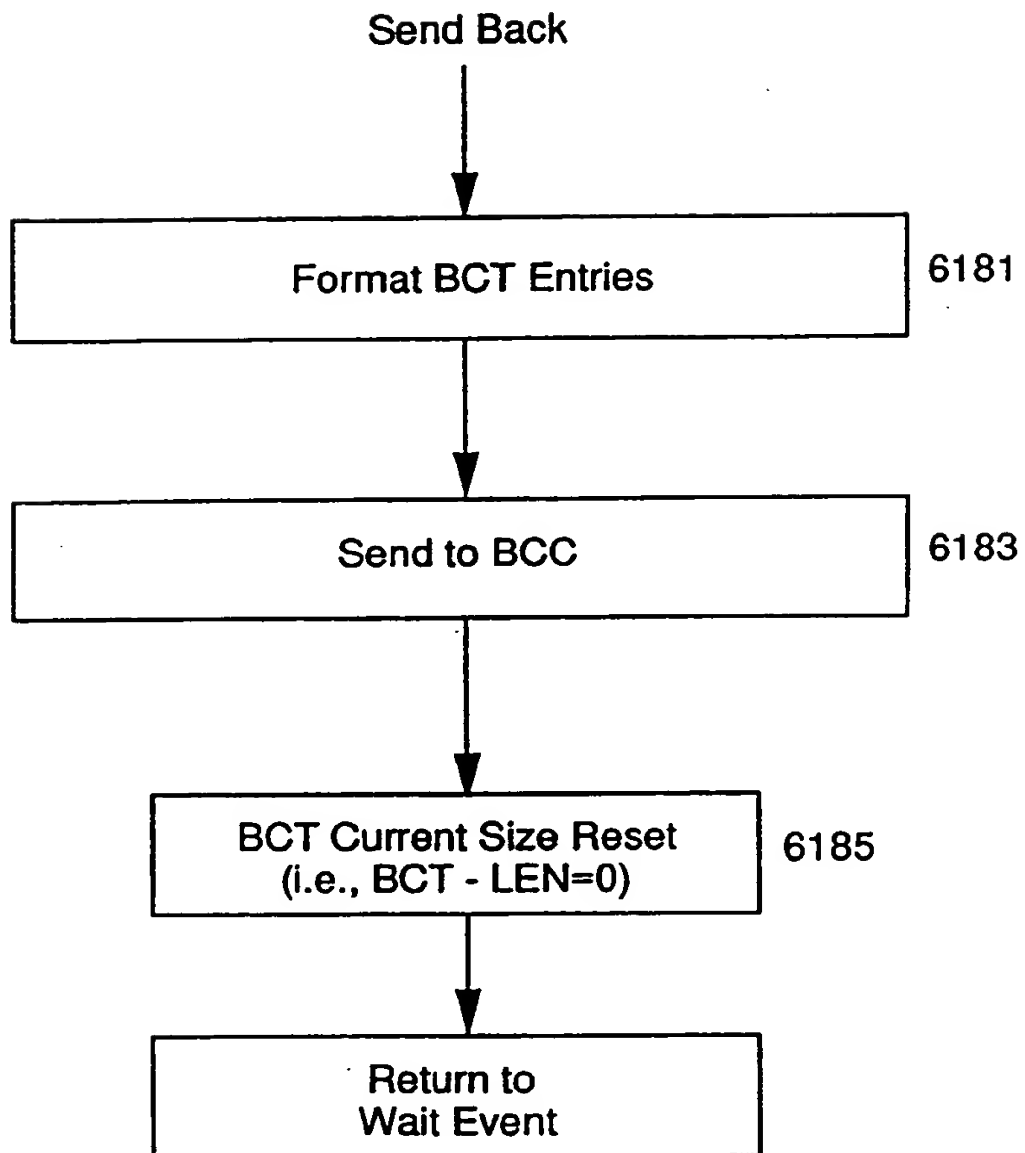 Send Back
Format BCT Entries
6181
Send to BCC
6183
BCT Current Size Reset
(i.e., BCT - LEN=0)
6185
Return to
Wait Event